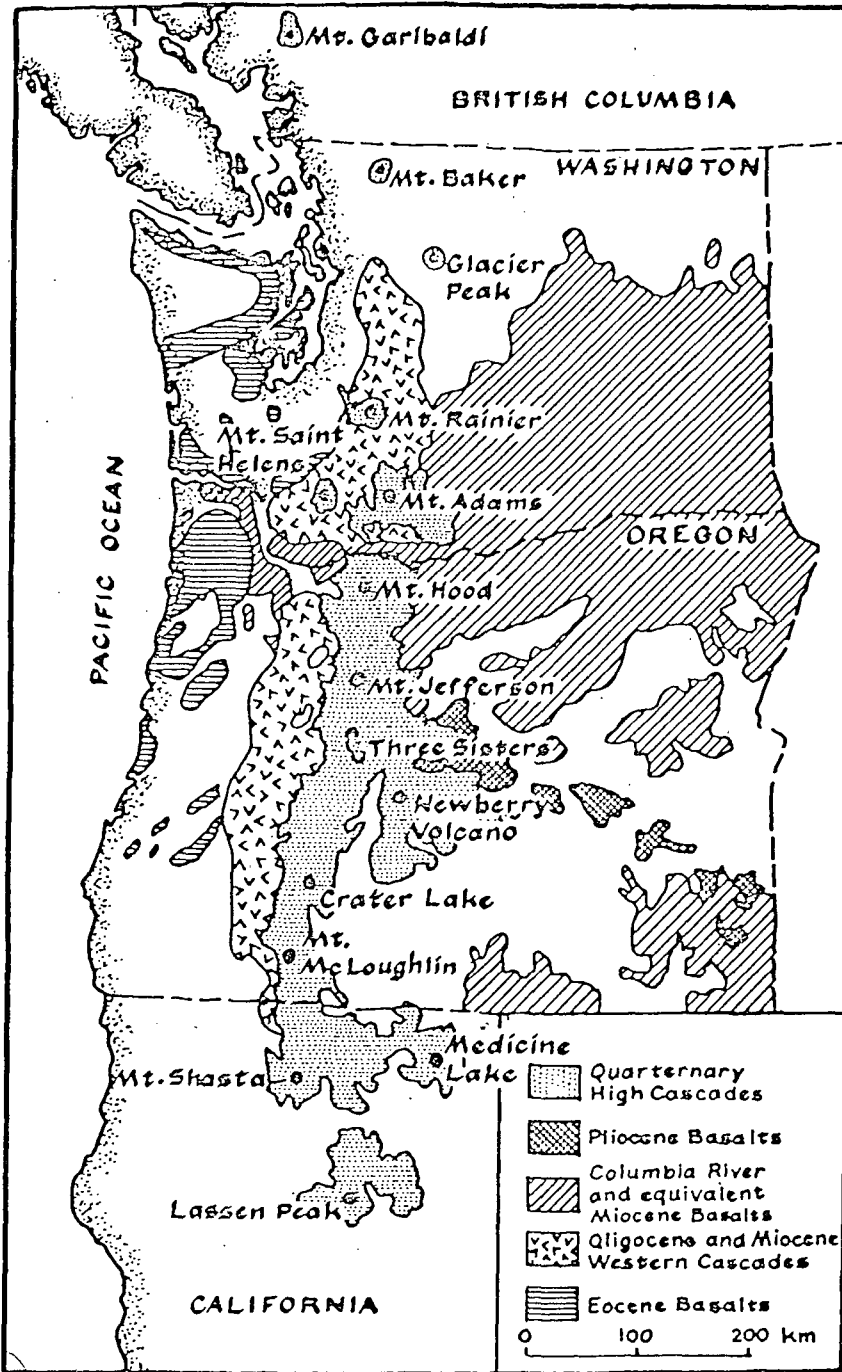 Mt. Garibaldi
BRITISH COLUMBIA
WASHINGTON
Mt. Baker
Glacier
Peak
Mt. Rainier
Mt. Saint
Helens
Mt. Adams
OREGON
PACIFIC OCEAN
Mt. Hood
Mt. Jefferson
Three Sisters
Newberry
Volcano
Crater Lake
Mt.
McLoughlin
Medicine
Lake
Mt. Shasta
Lassen Peak
CALIFORNIA
Quarternary
High Cascades
Pliocene Basalts
Columbia River
and equivalent
Miocene Basalts
Oligocene and Miocene
Western Cascades
Eocene Basalts
0 100 200 km